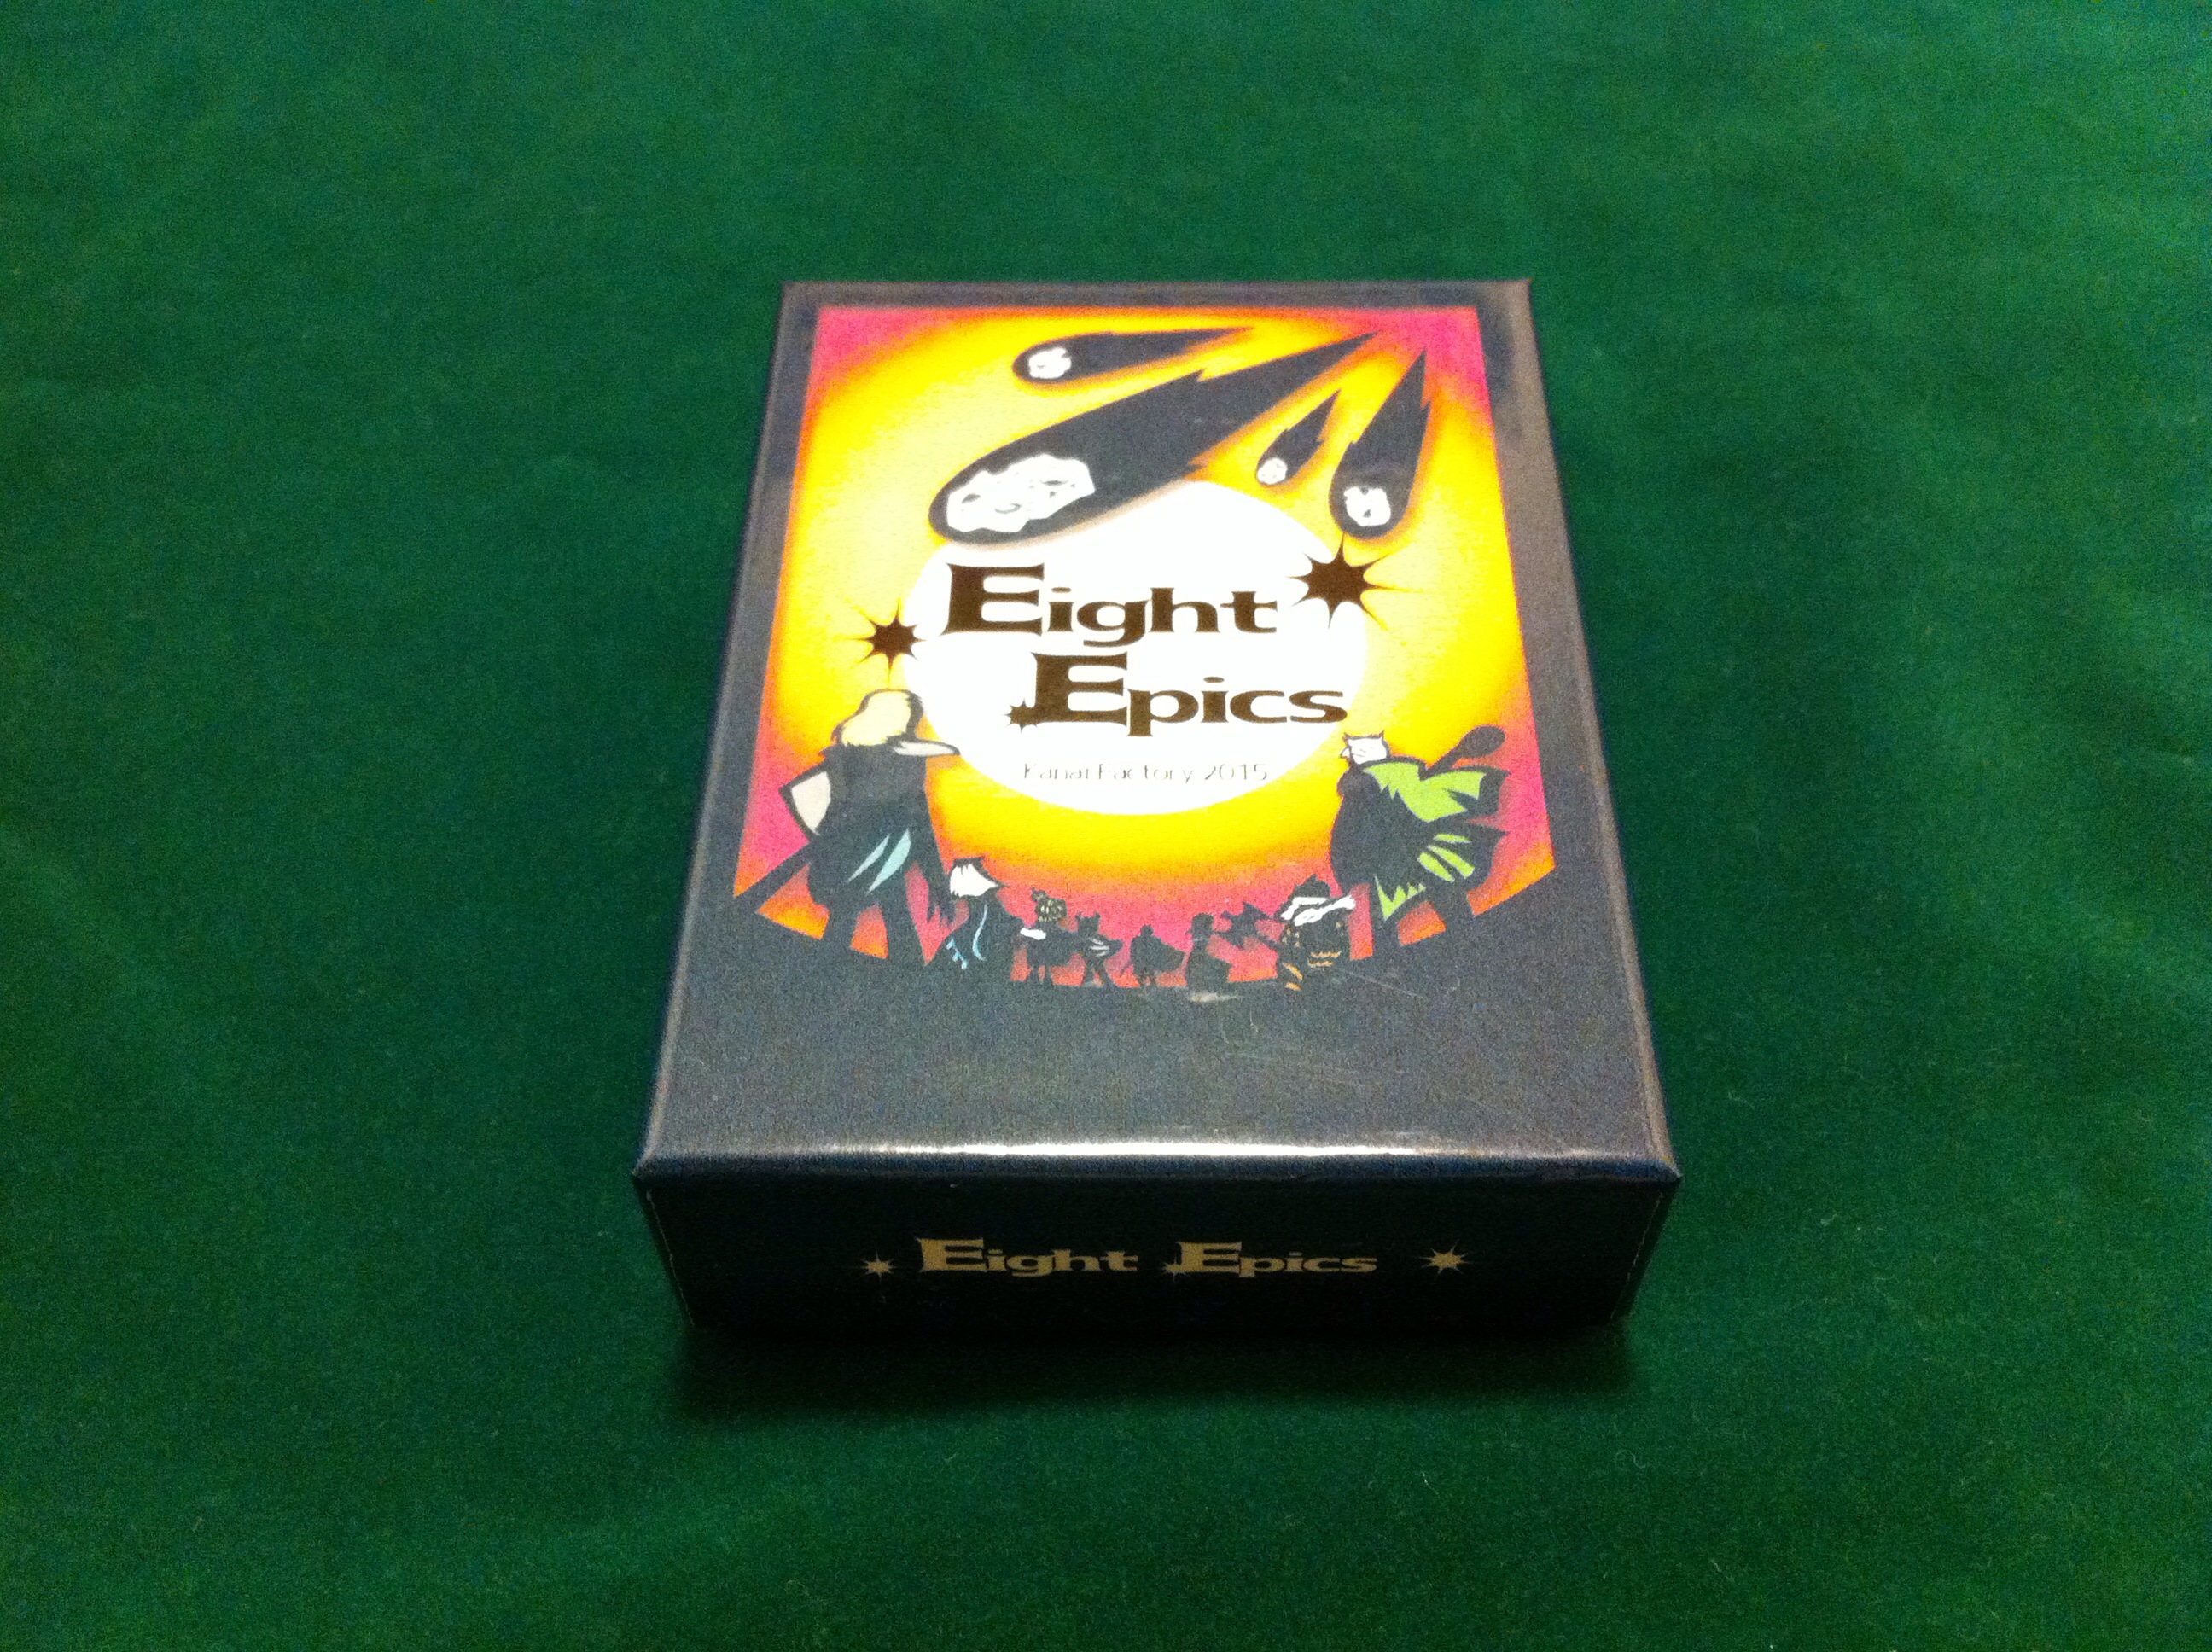 Eight
Epics
Kanai Factory 2015
Eight Epics